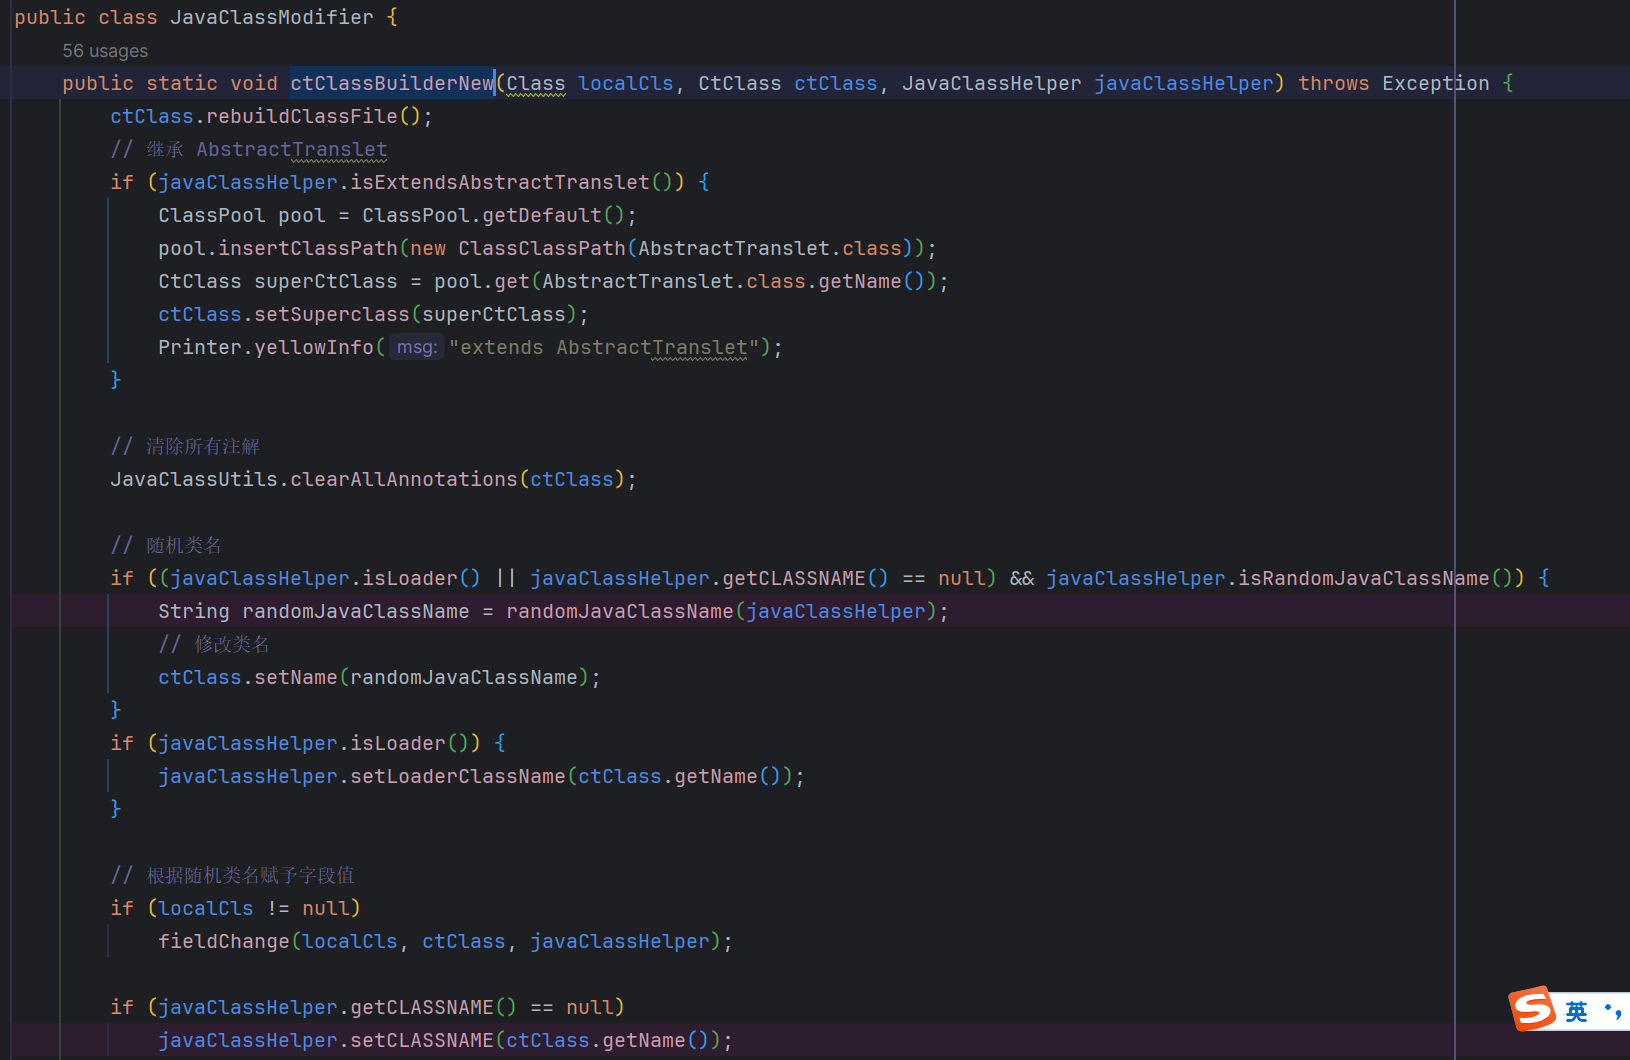 public class JavaClassModifier {
56 usages
public static void ctClassBuilderNew(Class localCls, CtClass ctClass, JavaClassHelper javaClassHelper) throws Exception {
ctClass.rebuildClassFile();
// 继承 AbstractTranslet
if (javaClassHelper.isExtendsAbstractTranslet()) {
ClassPool pool = ClassPool.getDefault();
pool.insertClassPath(new ClassClassPath(AbstractTranslet.class));
CtClass superCtClass = pool.get(AbstractTranslet.class.getName());
ctClass.setSuperclass(superCtClass);
Printer.yellowInfo( msg: "extends AbstractTranslet");
}
// 清除所有注解
JavaClassUtils.clearAllAnnotations(ctClass);
// 随机类名
if ((javaClassHelper.isLoader() || javaClassHelper.getCLASSNAME() == null) && javaClassHelper.isRandomJavaClassName()) {
String randomJavaClassName = randomJavaClassName(javaClassHelper);
// 修改类名
ctClass.setName(randomJavaClassName);
}
if (javaClassHelper.isLoader()) {
javaClassHelper.setLoaderClassName(ctClass.getName());
}
// 根据随机类名赋予字段值
if (localCls != null)
fieldChange(localCls, ctClass, javaClassHelper);
if (javaClassHelper.getCLASSNAME() == null)
javaClassHelper.setCLASSNAME(ctClass.getName());
英